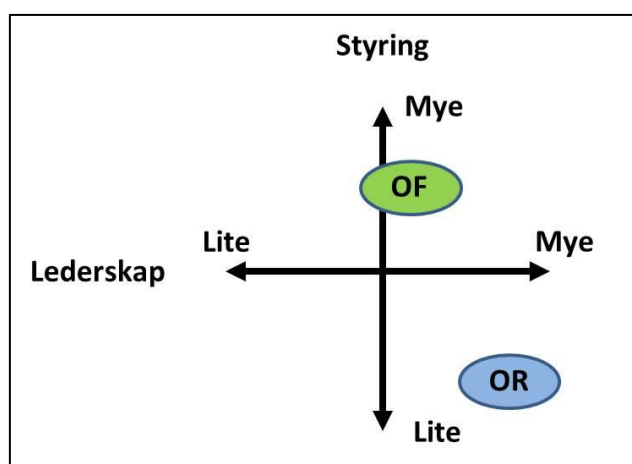 Styring
Mye
OF
Lite
Mye
Lederskap
OR
Lite